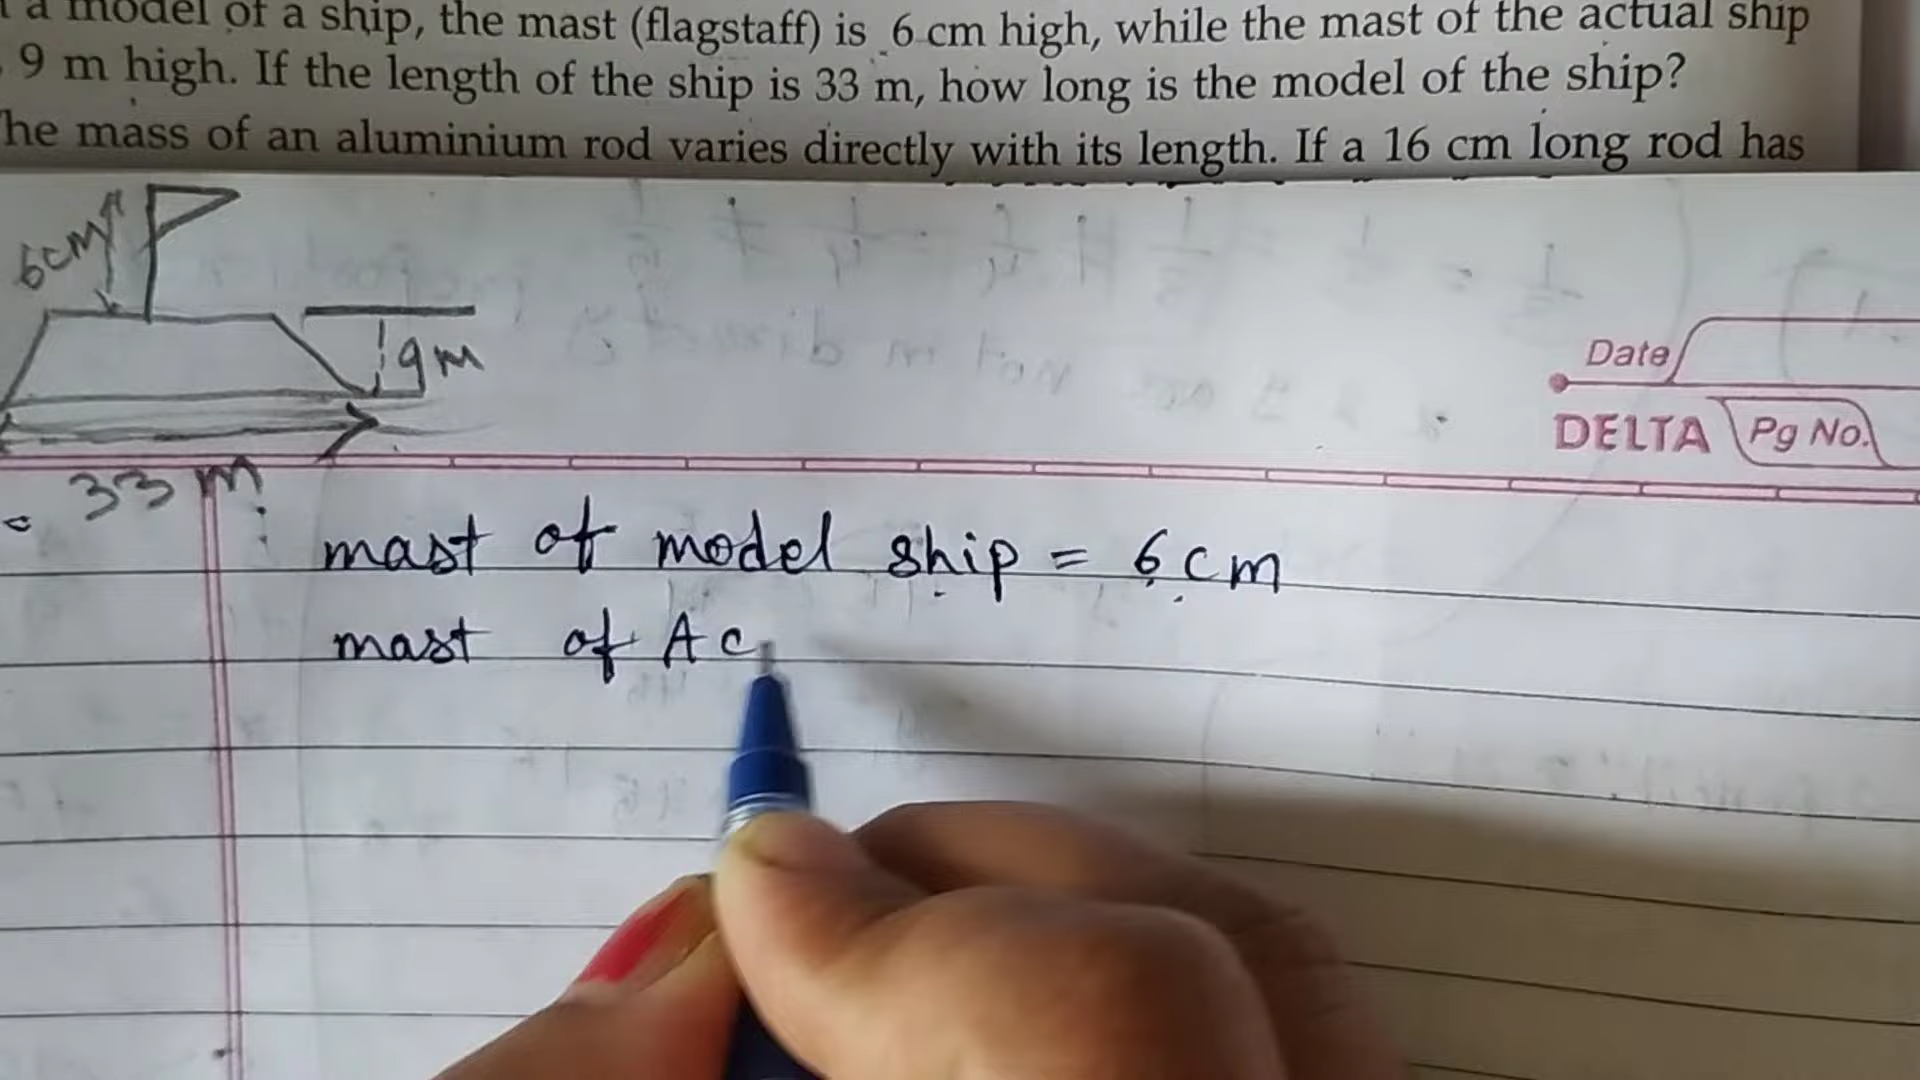 a model of a ship, the mast (flagstaff) is 6 cm high, while the mast of the actual ship
9 m high. If the length of the ship is 33 m, how long is the model of the ship?
he mass of an aluminium rod varies directly with its length. If a 16 cm long rod has
6cm
9m
Date
DELTA Pg No.
33 m
mast of model ship = 6cm
mast of Ac